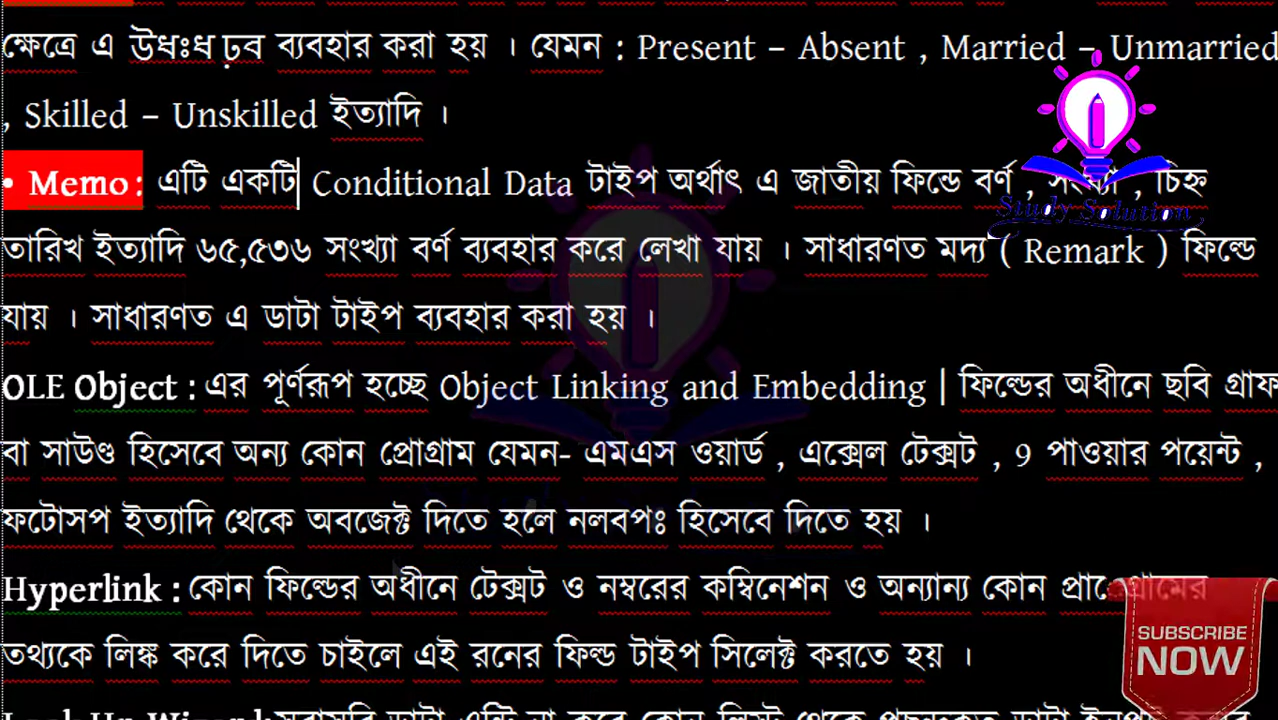 ক্ষেত্রে এ উধঃধ ঢ়ব ব্যবহার করা হয় । যেমন : Present – Absent , Married – Unmarried
, Skilled – Unskilled ইত্যাদি ।
• Memo : এটি একটি Conditional Data টাইপ অর্থাৎ এ জাতীয় ফিল্ডে বর্ণ , সংখ্যা , চিহ্ন
তারিখ ইত্যাদি ৬৫,৫৩৬ সংখ্যা বর্ণ ব্যবহার করে লেখা যায় । সাধারণত মদ্য ( Remark ) ফিল্ডে
যায় । সাধারণত এ ডাটা টাইপ ব্যবহার করা হয় ।
OLE Object : এর পূর্ণরূপ হচ্ছে Object Linking and Embedding | ফিল্ডের অধীনে ছবি গ্রাফ
বা সাউণ্ড হিসেবে অন্য কোন প্রোগ্রাম যেমন- এমএস ওয়ার্ড , এক্সেল টেক্সট , 9 পাওয়ার পয়েন্ট ,
ফটোসপ ইত্যাদি থেকে অবজেক্ট দিতে হলে নলবপঃ হিসেবে দিতে হয় ।
Hyperlink : কোন ফিল্ডের অধীনে টেক্সট ও নম্বরের কম্বিনেশন ও অন্যান্য কোন
তথ্যকে লিঙ্ক করে দিতে চাইলে এই রনের ফিল্ড টাইপ সিলেক্ট করতে হয় ।
Study Solution
SUBSCRIBE
NOW